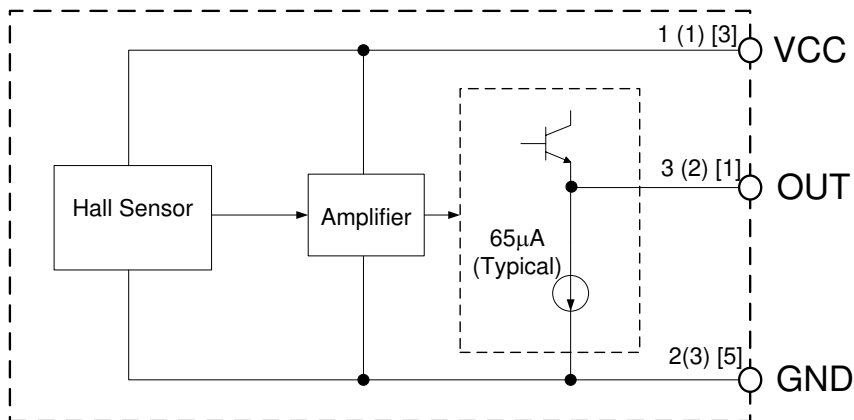 1 (1) [3]
VCC
Hall Sensor
Amplifier
3 (2) [1]
OUT
65μA
(Typical)
2(3) [5]
GND